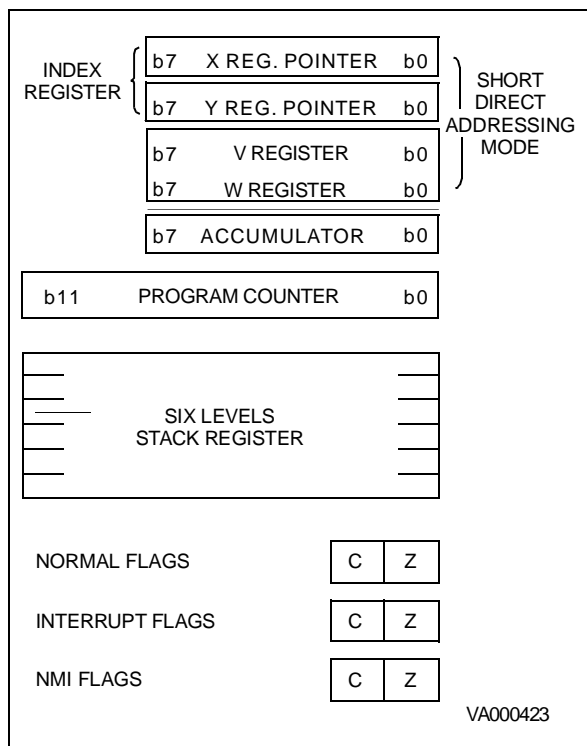 INDEX
REGISTER
b7 X REG. POINTER b0
b7 Y REG. POINTER b0
b7 V REGISTER b0
b7 W REGISTER b0
SHORT
DIRECT
ADDRESSING
MODE
b7 ACCUMULATOR b0
b11 PROGRAM COUNTER b0
SIX LEVELS
STACK REGISTER
NORMAL FLAGS C Z
INTERRUPT FLAGS C Z
NMI FLAGS C Z
VA000423